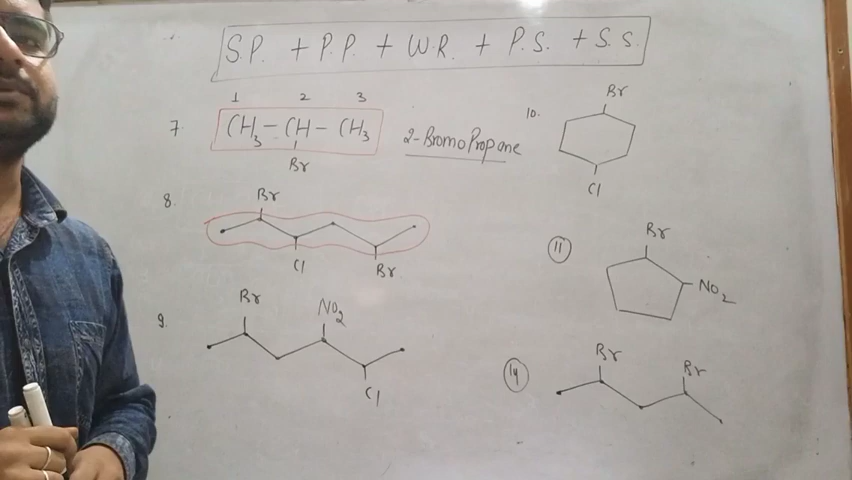 S.P. + P.P. + W.R. + P.S. + S.S.
1 2 3
7. CH3 - CH - CH3 2-BromoPropane
Br
8. Br
Cl Br
9. Br NO2
Cl
10. Br
Cl
11 Br
NO2
14 Br Br